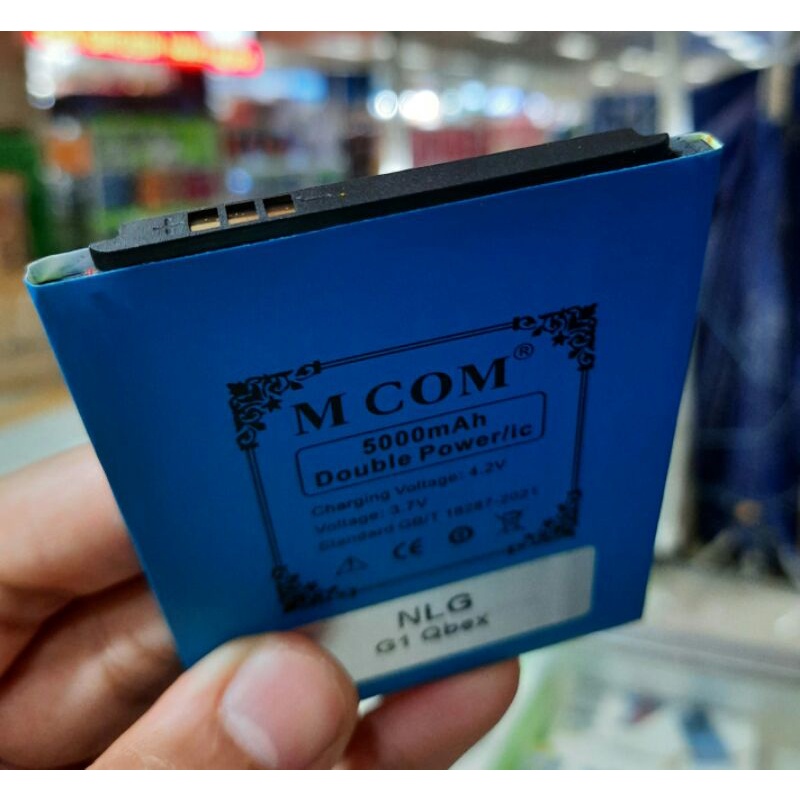 M COM®
5000mAh
Double Power/ic
Charging Voltage: 4.2V
Voltage: 3.7V
Standard GB/T 18287-2021
CE
NLG
G1 Qbex